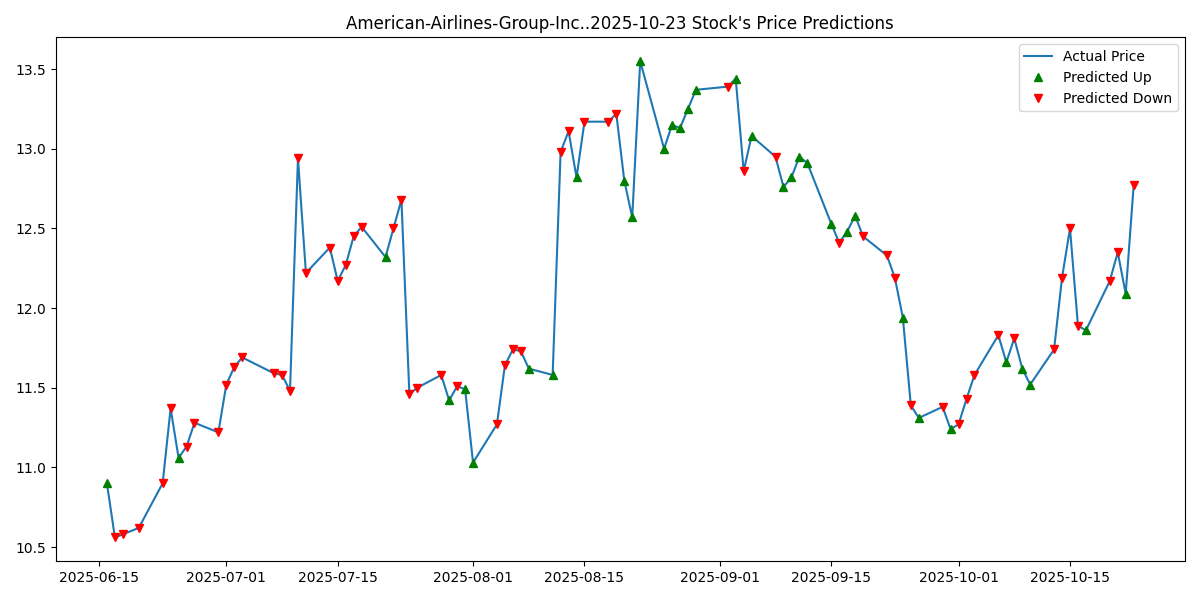 American-Airlines-Group-Inc..2025-10-23 Stock's Price Predictions
Actual Price
Predicted Up
Predicted Down
13.5
13.0
12.5
12.0
11.5
11.0
10.5
2025-06-15 2025-07-01 2025-07-15 2025-08-01 2025-08-15 2025-09-01 2025-09-15 2025-10-01 2025-10-15